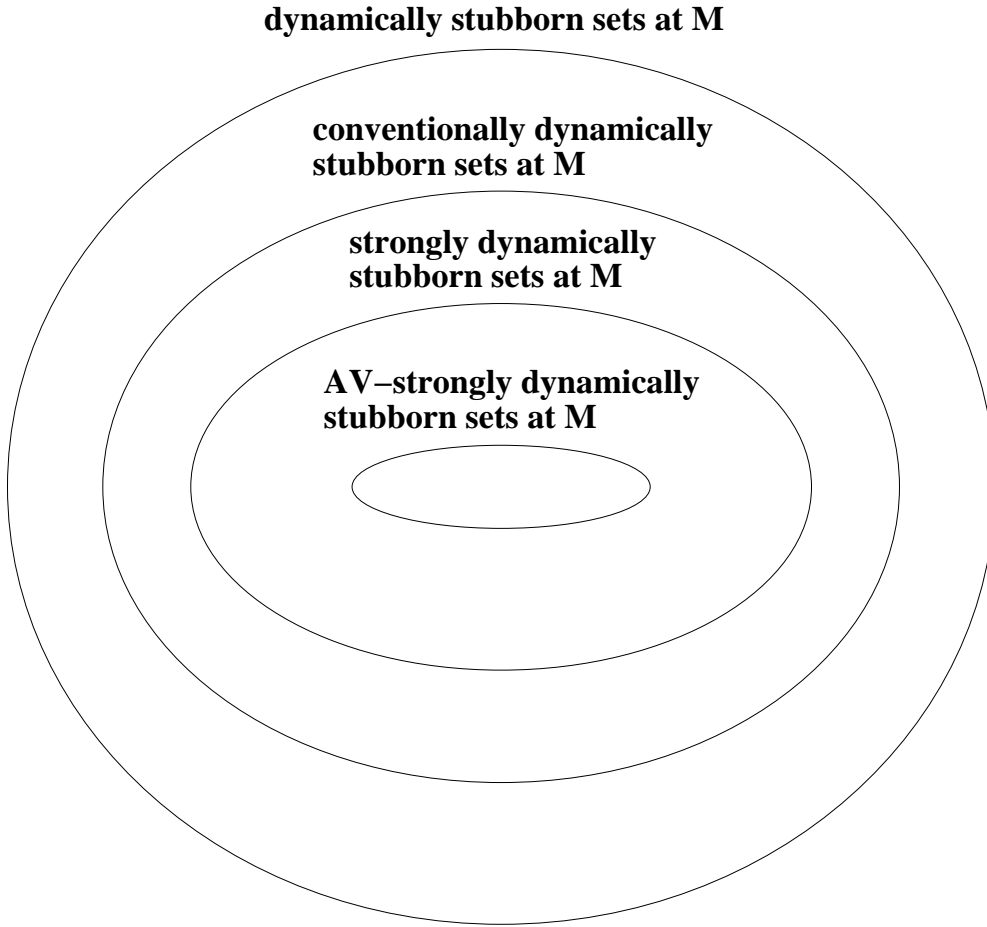 dynamically stubborn sets at M
conventionally dynamically
stubborn sets at M
strongly dynamically
stubborn sets at M
AV−strongly dynamically
stubborn sets at M